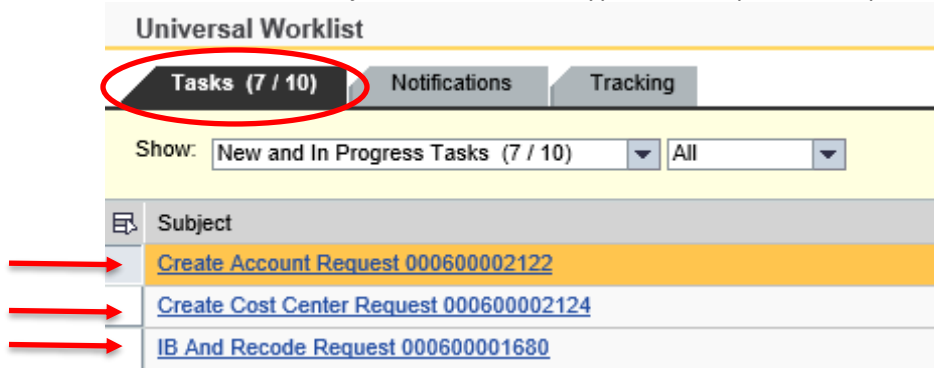 Universal Worklist
Tasks (7 / 10) Notifications Tracking
Show: New and In Progress Tasks (7 / 10) All
Subject
Create Account Request 000600002122
Create Cost Center Request 000600002124
IB And Recode Request 000600001680